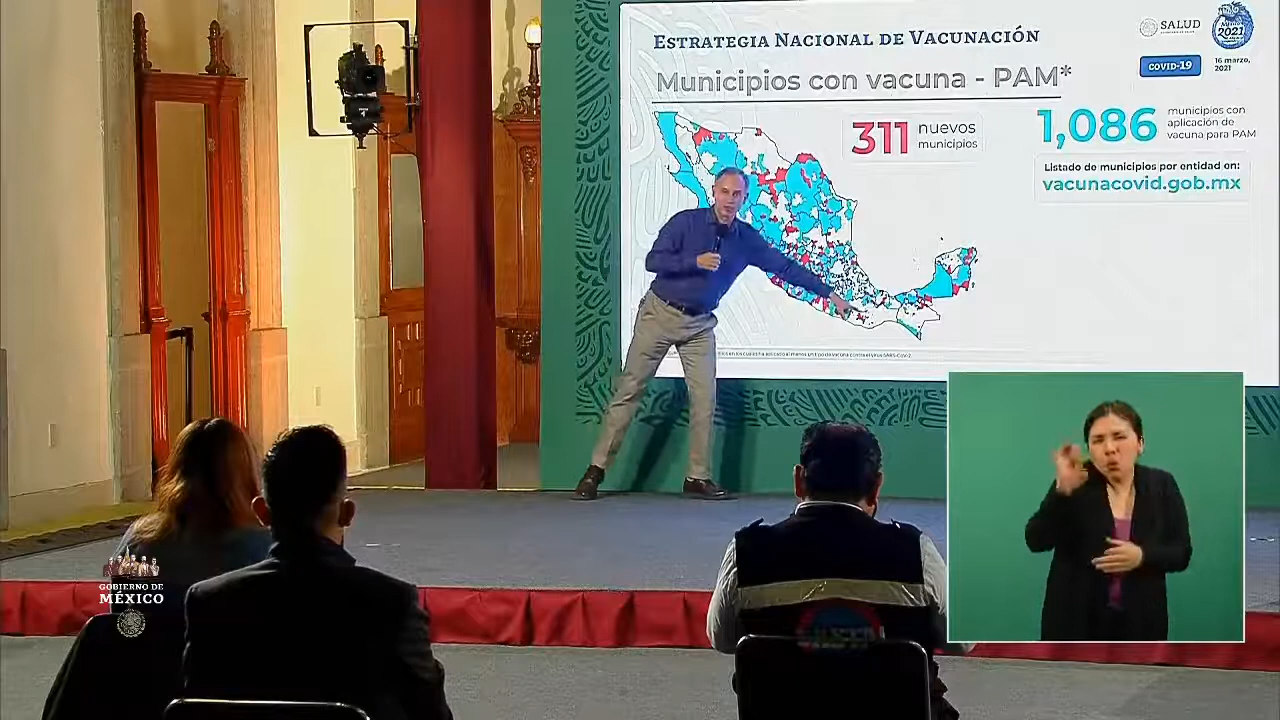 ESTRATEGIA NACIONAL DE VACUNACIÓN
SALUD
México
2021
COVID-19
16 marzo,
2021
Municipios con vacuna - PAM*
311 nuevos
municipios
1,086 municipios con
aplicación de
vacuna para PAM
Listado de municipios por entidad en:
vacunacovid.gob.mx
GOBIERNO DE
MÉXICO